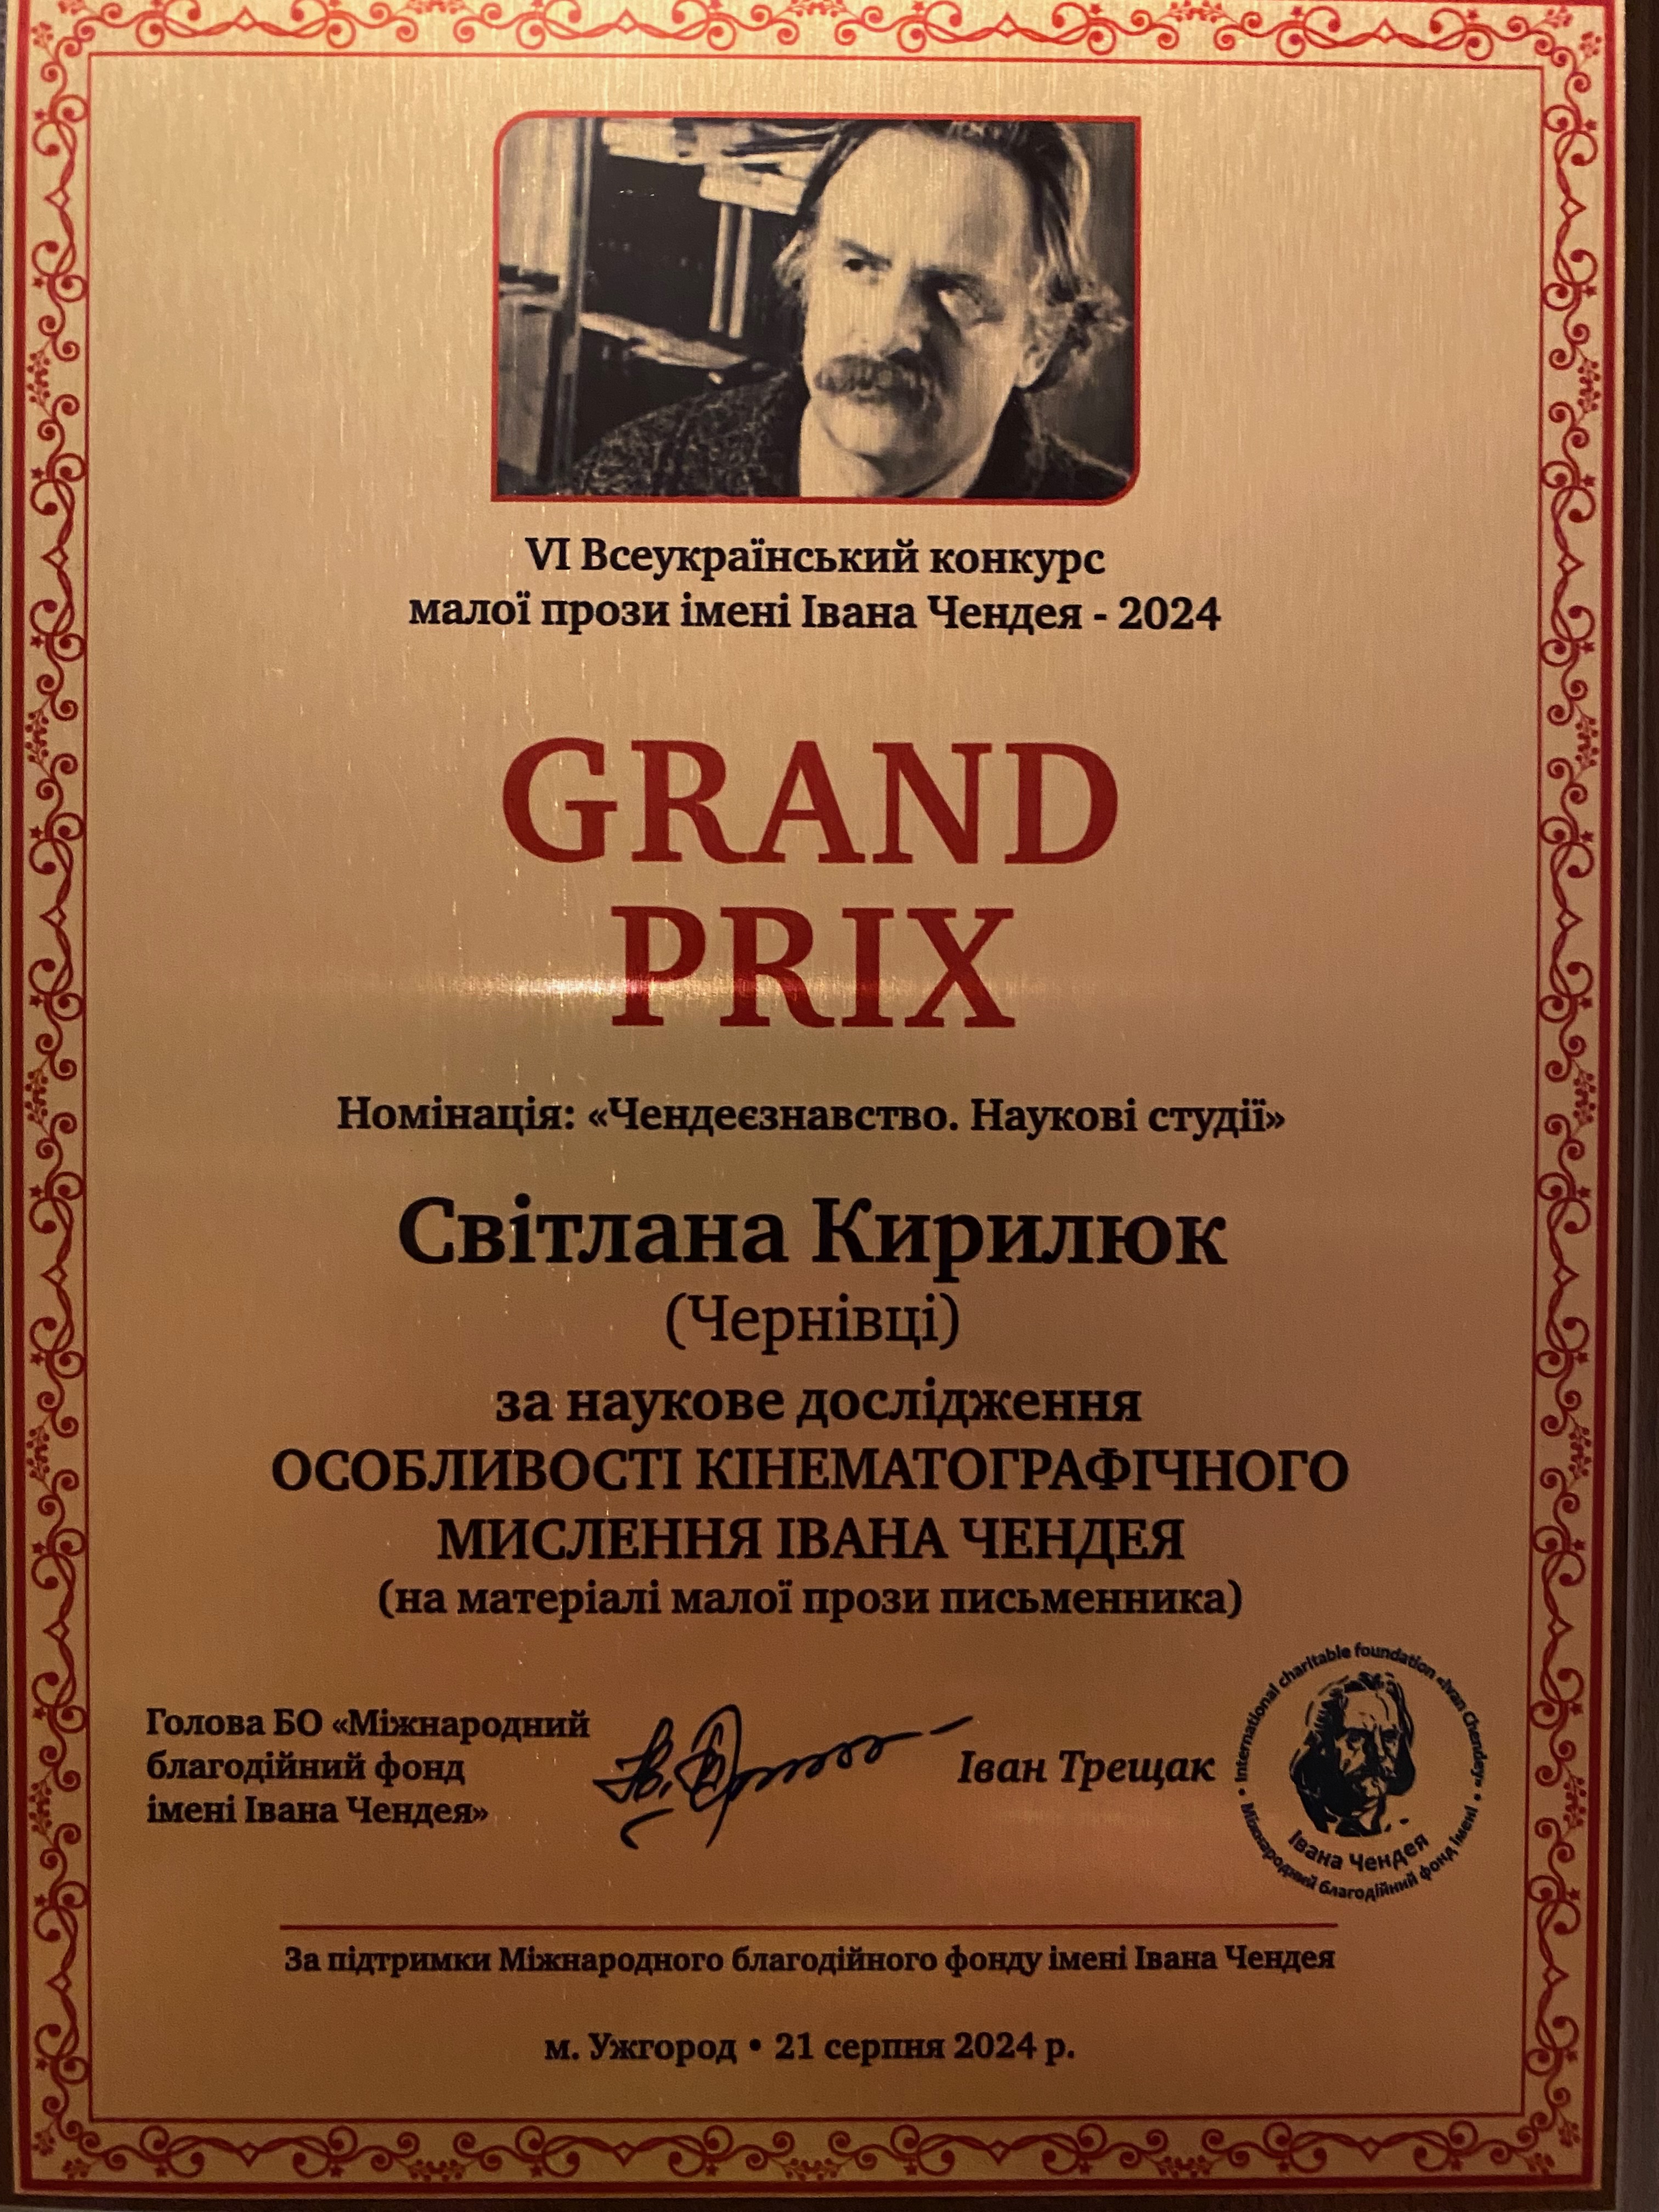 VI Всеукраїнський конкурс
малої прози імені Івана Чендея - 2024
GRAND
PRIX
Номінація: «Чендеєзнавство. Наукові студії»
Світлана Кирилюк
(Чернівці)
за наукове дослідження
ОСОБЛИВОСТІ КІНЕМАТОГРАФІЧНОГО
МИСЛЕННЯ ІВАНА ЧЕНДЕЯ
(на матеріалі малої прози письменника)
Голова БО «Міжнародний
благодійний фонд
імені Івана Чендея»
Іван Трещак
International charitable foundation «Ivan Chendey»
Міжнародний благодійний фонд імені
Івана Чендея
За підтримки Міжнародного благодійного фонду імені Івана Чендея
м. Ужгород • 21 серпня 2024 р.